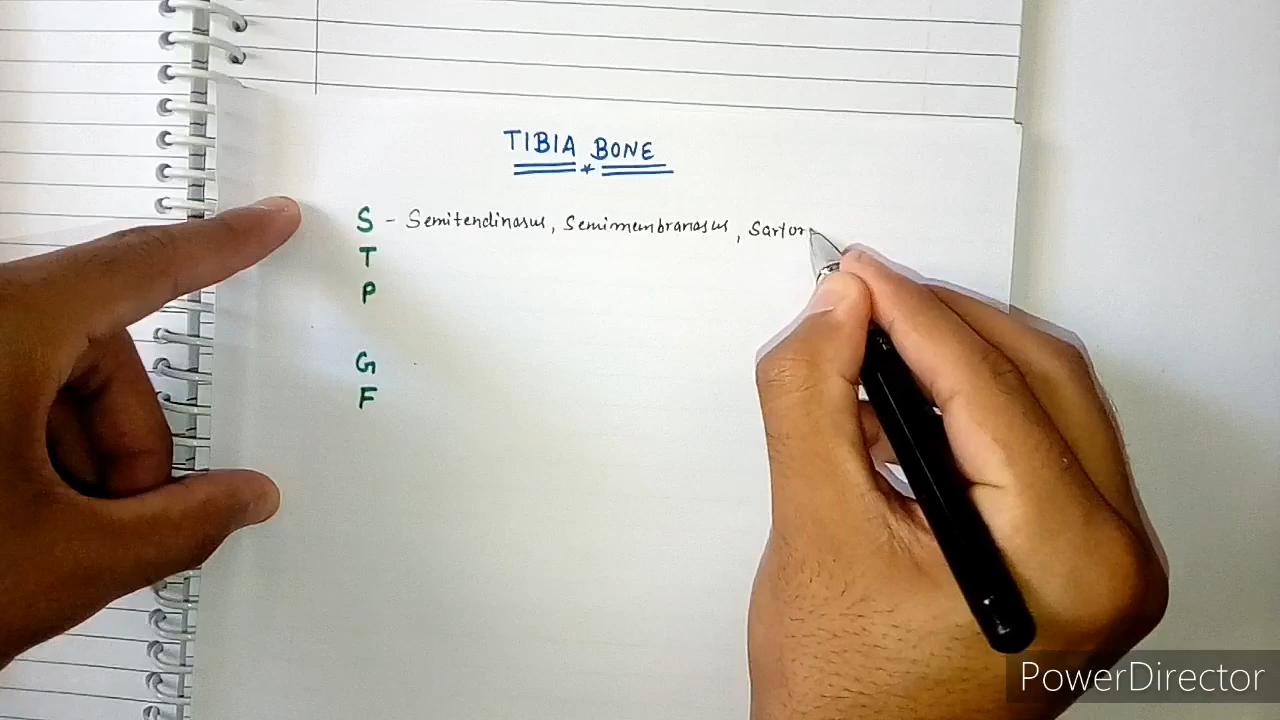 TIBIA BONE
S - Semitendinosus, Semimembranosus, Sartor
T
P
G
F
PowerDirector